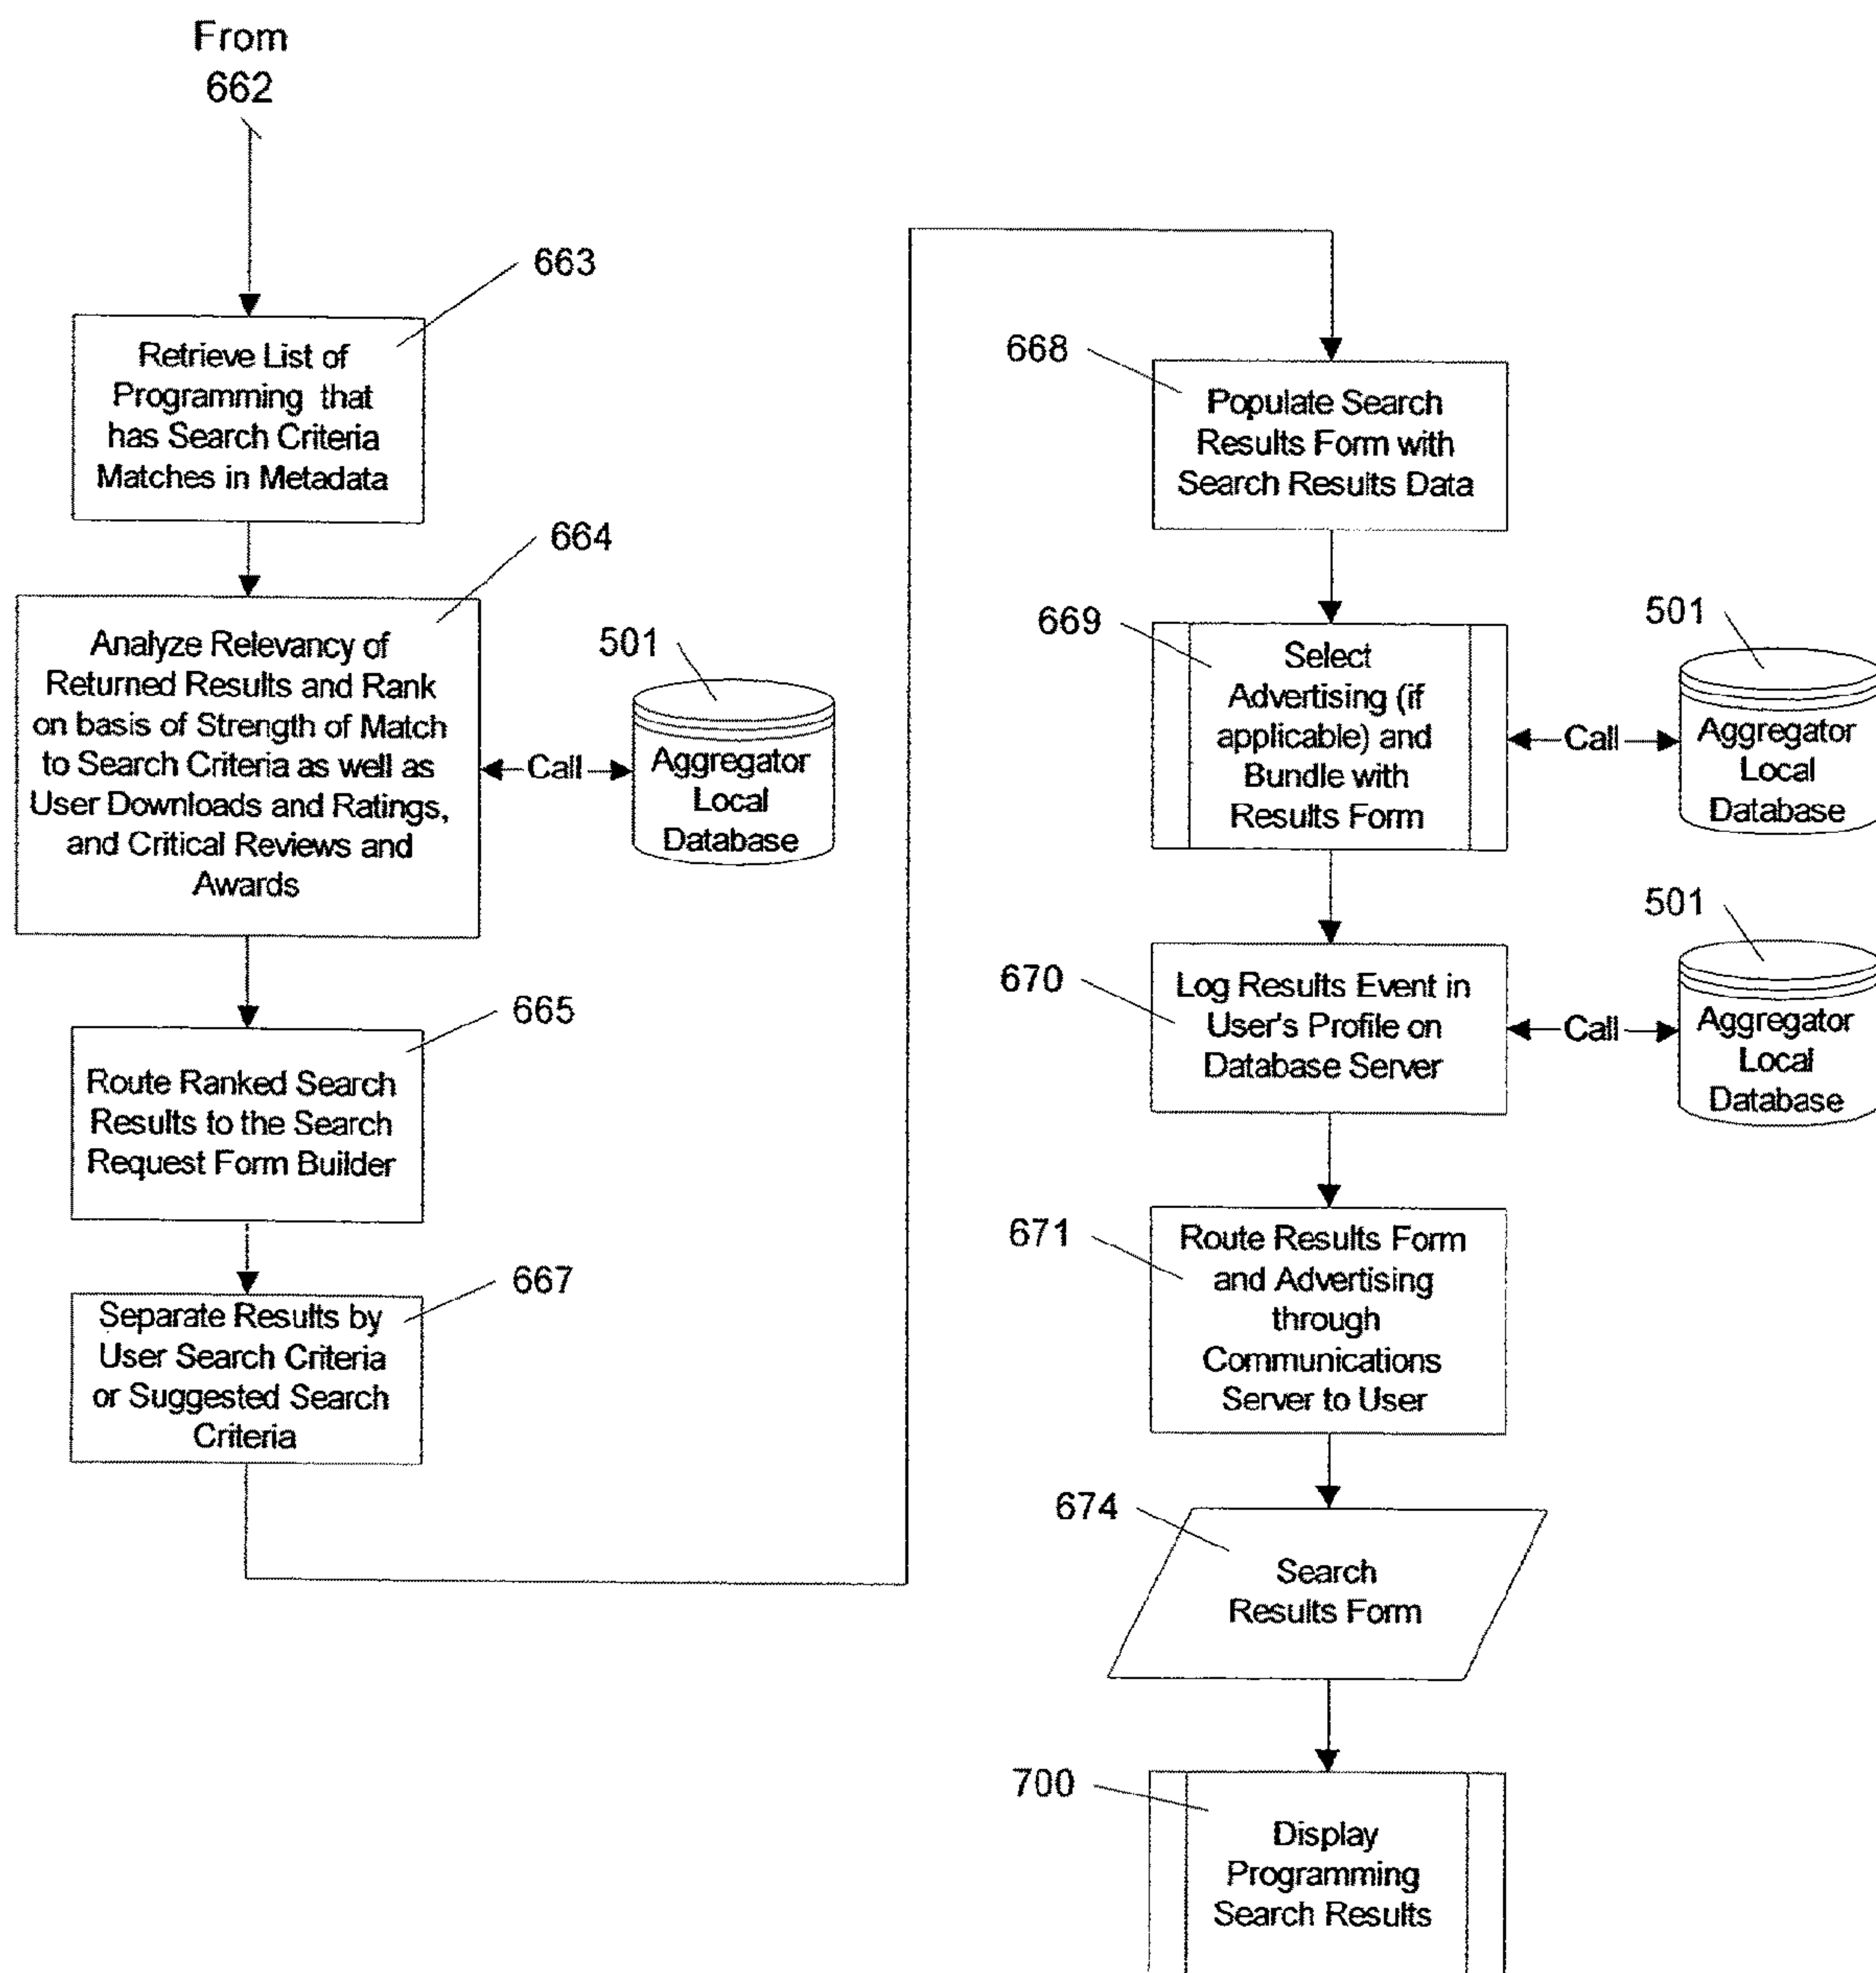 From
662
663
Retrieve List of
Programming that
has Search Criteria
Matches in Metadata
664
Analyze Relevancy of
Returned Results and Rank
on basis of Strength of Match
to Search Criteria as well as
User Downloads and Ratings,
and Critical Reviews and
Awards
Call
501
Aggregator
Local
Database
665
Route Ranked Search
Results to the Search
Request Form Builder
667
Separate Results by
User Search Criteria
or Suggested Search
Criteria
668
Populate Search
Results Form with
Search Results Data
669
Select
Advertising (if
applicable) and
Bundle with
Results Form
Call
501
Aggregator
Local
Database
670
Log Results Event in
User's Profile on
Database Server
Call
501
Aggregator
Local
Database
671
Route Results Form
and Advertising
through
Communications
Server to User
674
Search
Results Form
700
Display
Programming
Search Results